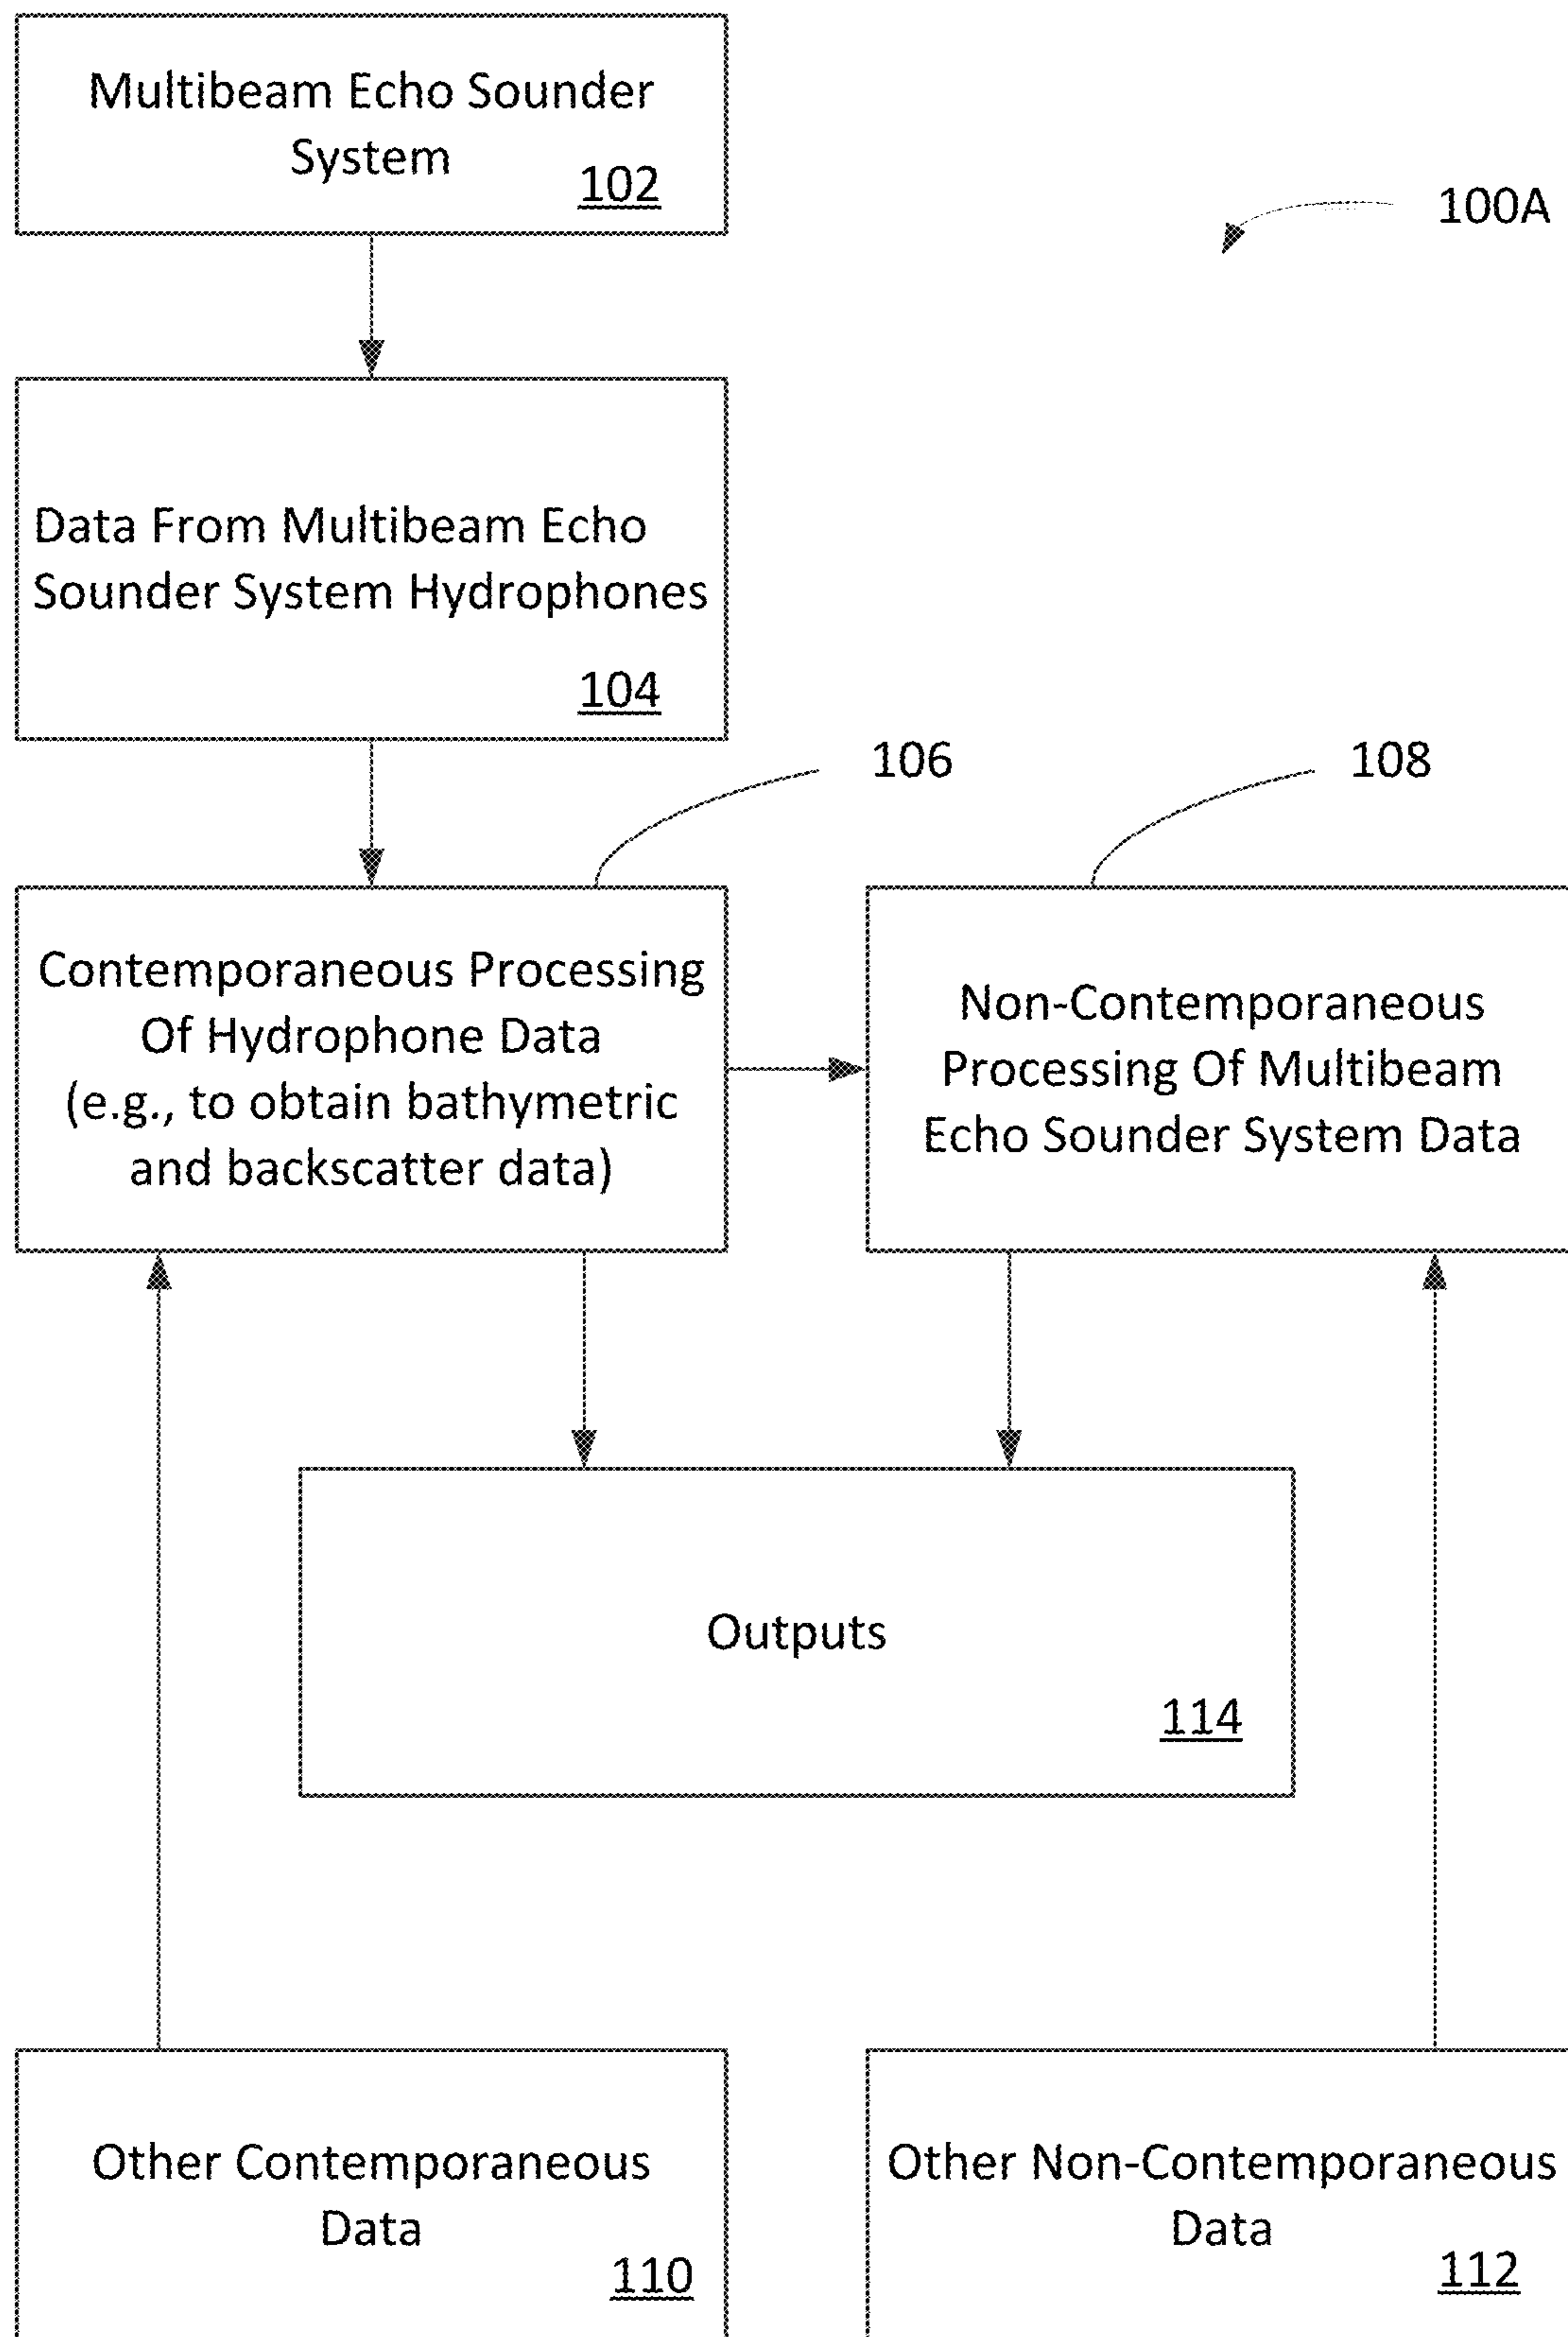 Multibeam Echo Sounder
System
102
100A
Data From Multibeam Echo
Sounder System Hydrophones
104
106
108
Contemporaneous Processing
Of Hydrophone Data
(e.g., to obtain bathymetric
and backscatter data)
Non-Contemporaneous
Processing Of Multibeam
Echo Sounder System Data
Outputs
114
Other Contemporaneous
Data
110
Other Non-Contemporaneous
Data
112